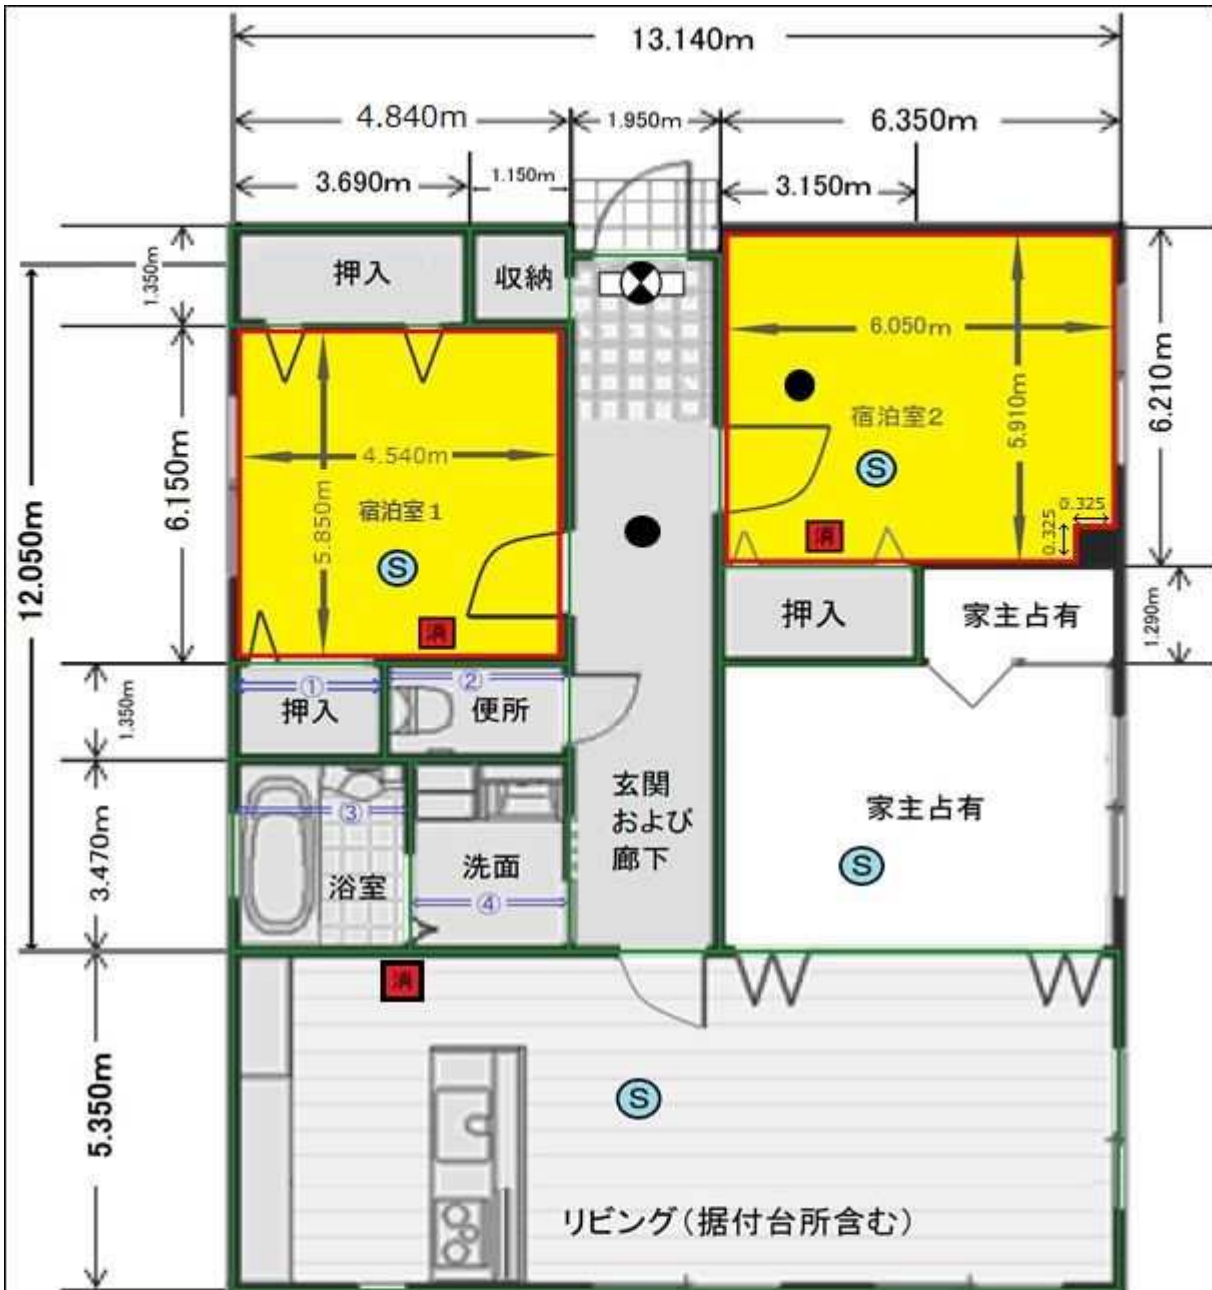 13.140m
4.840m
1.950m
6.350m
3.690m
1.150m
3.150m
1.350m
押入
収納
12.050m
6.150m
4.540m
5.850m
宿泊室1
S
消
6.050m
5.910m
宿泊室2
S
消
0.325
0.325
6.210m
押入
家主占有
1.290m
1.350m
①
押入
②
便所
3.470m
③
浴室
洗面
④
玄関
および
廊下
家主占有
S
5.350m
消
S
リビング(据付台所含む)